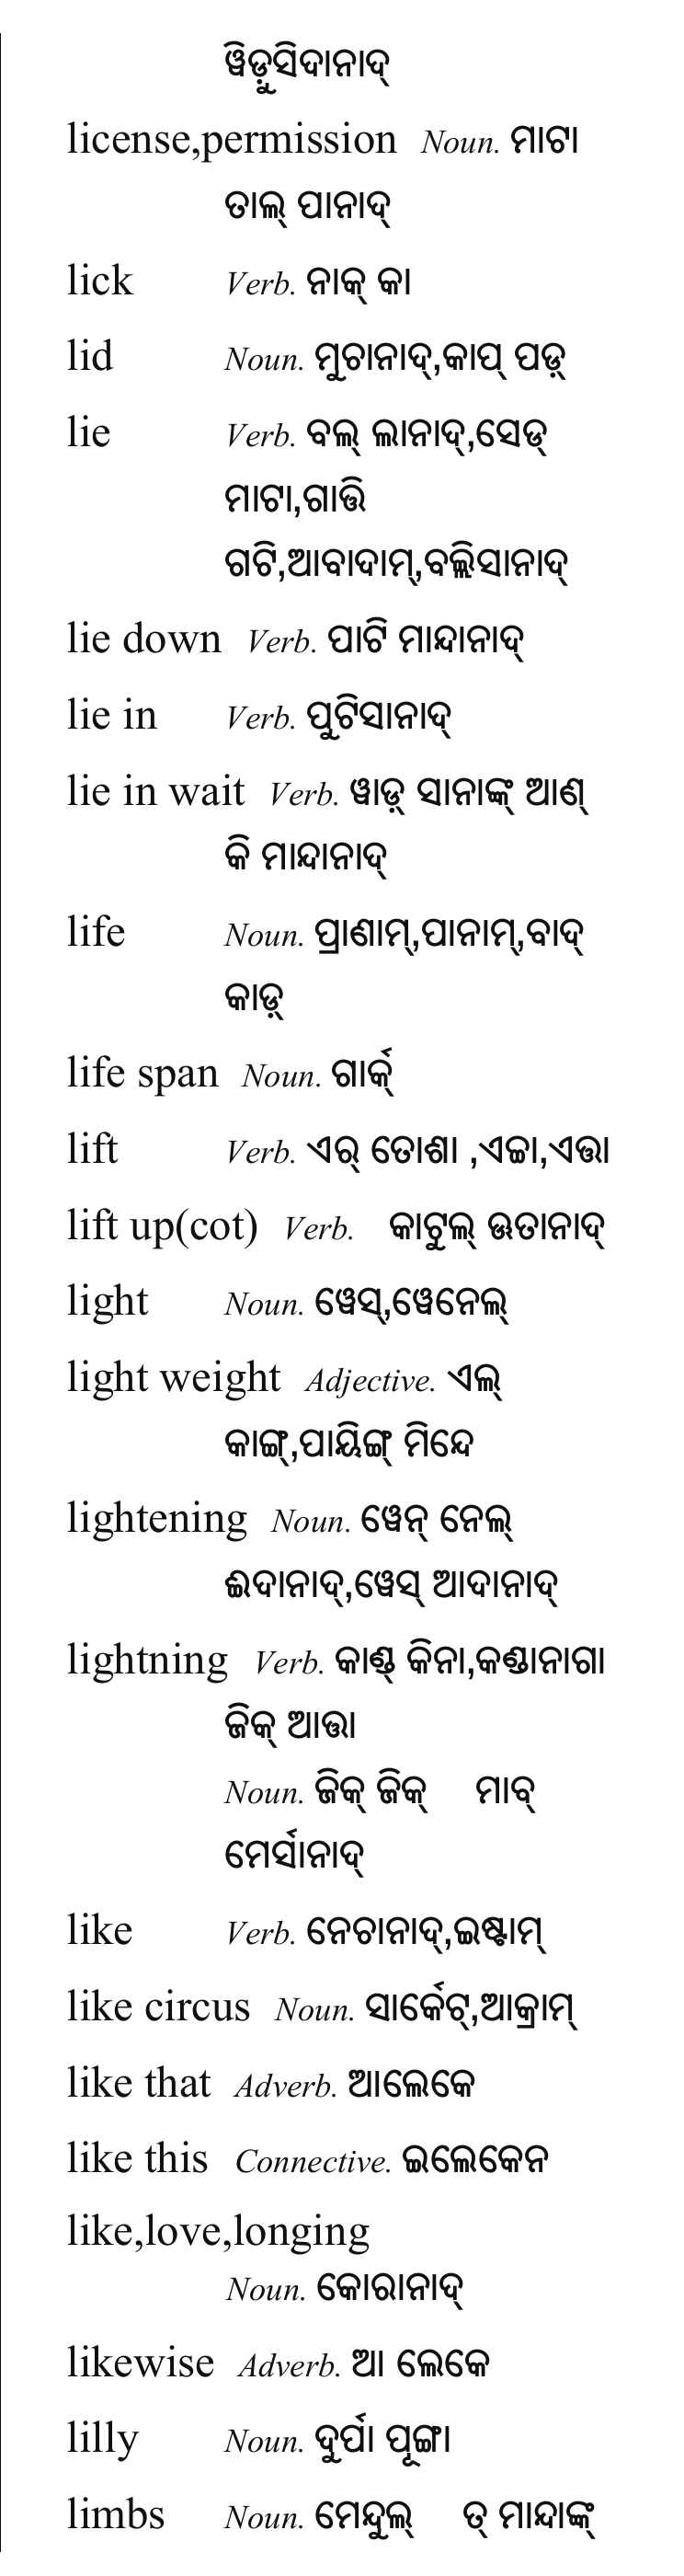 ୱିଡୁସିଦାନାଦ୍
license,permission Noun. ମାଟା
ତାଲ୍ ପାନାଦ୍
lick Verb. ନାକ୍ କା
lid Noun. ମୁଚାନାଦ୍,କାପ୍ ପଡ଼୍
lie Verb. ବଲ୍ ଲାନାଦ୍,ସେଡ୍
ମାଟା,ଗାତ୍ତି
ଗଟି,ଆବାଦାମ୍,ବଲ୍ଲିସାନାଦ୍
lie down Verb. ପାଟି ମାନ୍ଦାନାଦ୍
lie in Verb. ପୁଟିସାନାଦ୍
lie in wait Verb. ୱାଡ଼୍ ସାନାଙ୍କ୍ ଆଣ୍
କି ମାନ୍ଦାନାଦ୍
life Noun. ପ୍ରାଣାମ୍,ପାନାମ୍,ବାଦ୍
କାଡ଼୍
life span Noun. ଗାର୍କ୍
lift Verb. ଏର୍ ତୋଶା ,ଏଚ୍ଚା,ଏତ୍ତା
lift up(cot) Verb. କାଟୁଲ୍ ଊତାନାଦ୍
light Noun. ୱେସ୍,ୱେନେଲ୍
light weight Adjective. ଏଲ୍
କାଙ୍ଗ୍,ପାୟିଙ୍ଗ୍ ମିନ୍ଦେ
lightening Noun. ୱେନ୍ ନେଲ୍
ଈଦାନାଦ୍,ୱେସ୍ ଆଦାନାଦ୍
lightning Verb. କାଣ୍ଡ୍ କିନା,କଣ୍ଡାନାଗା
ଜିକ୍ ଆତ୍ତା
Noun. ଜିକ୍ ଜିକ୍ ମାବ୍
ମେର୍ସାନାଦ୍
like Verb. ନେଚାନାଦ୍,ଇଷ୍ଟାମ୍
like circus Noun. ସାର୍କେଟ୍,ଆକ୍ରାମ୍
like that Adverb. ଆଲେକେ
like this Connective. ଇଲେକେନ
like,love,longing
Noun. କୋରାନାଦ୍
likewise Adverb. ଆ ଲେକେ
lilly Noun. ଦୁର୍ପା ପୂଙ୍ଗା
limbs Noun. ମେନ୍ଦୁଲ୍ ତ୍ ମାନ୍ଦାଙ୍କ୍